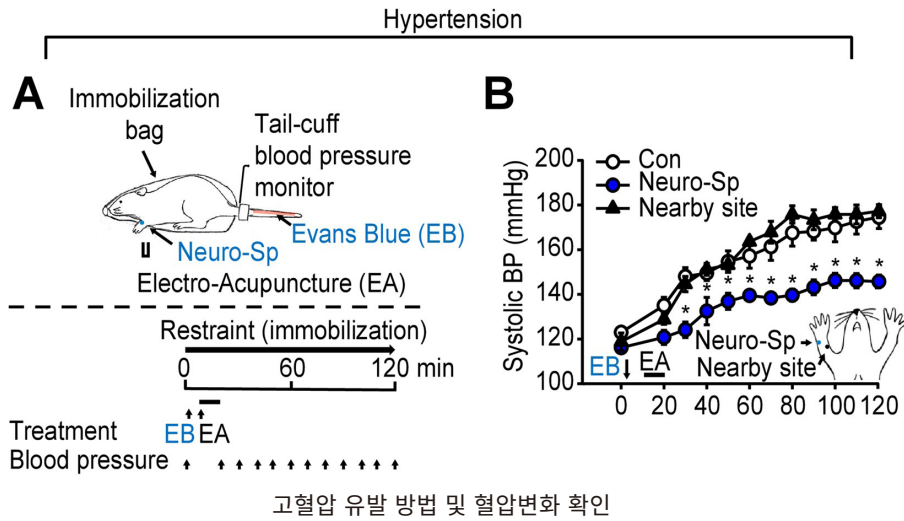 Hypertension
A
Immobilization
bag
Tail-cuff
blood pressure
monitor
Evans Blue (EB)
Neuro-Sp
Electro-Acupuncture (EA)
Restraint (immobilization)
0 60 120 min
Treatment EB EA
Blood pressure
B
Systolic BP (mmHg)
200
180
160
140
120
100
Con
Neuro-Sp
Nearby site
* * * * * * * * * *
Neuro-Sp
Nearby site
EB EA
0 20 40 60 80 100 120
고혈압 유발 방법 및 혈압변화 확인